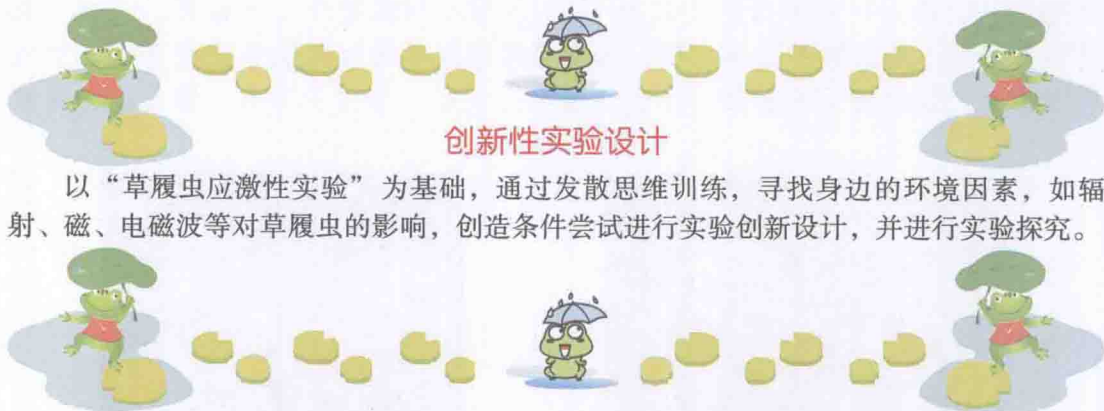 创新性实验设计
以“草履虫应激性实验”为基础，通过发散思维训练，寻找身边的环境因素，如辐
射、磁、电磁波等对草履虫的影响，创造条件尝试进行实验创新设计，并进行实验探究。